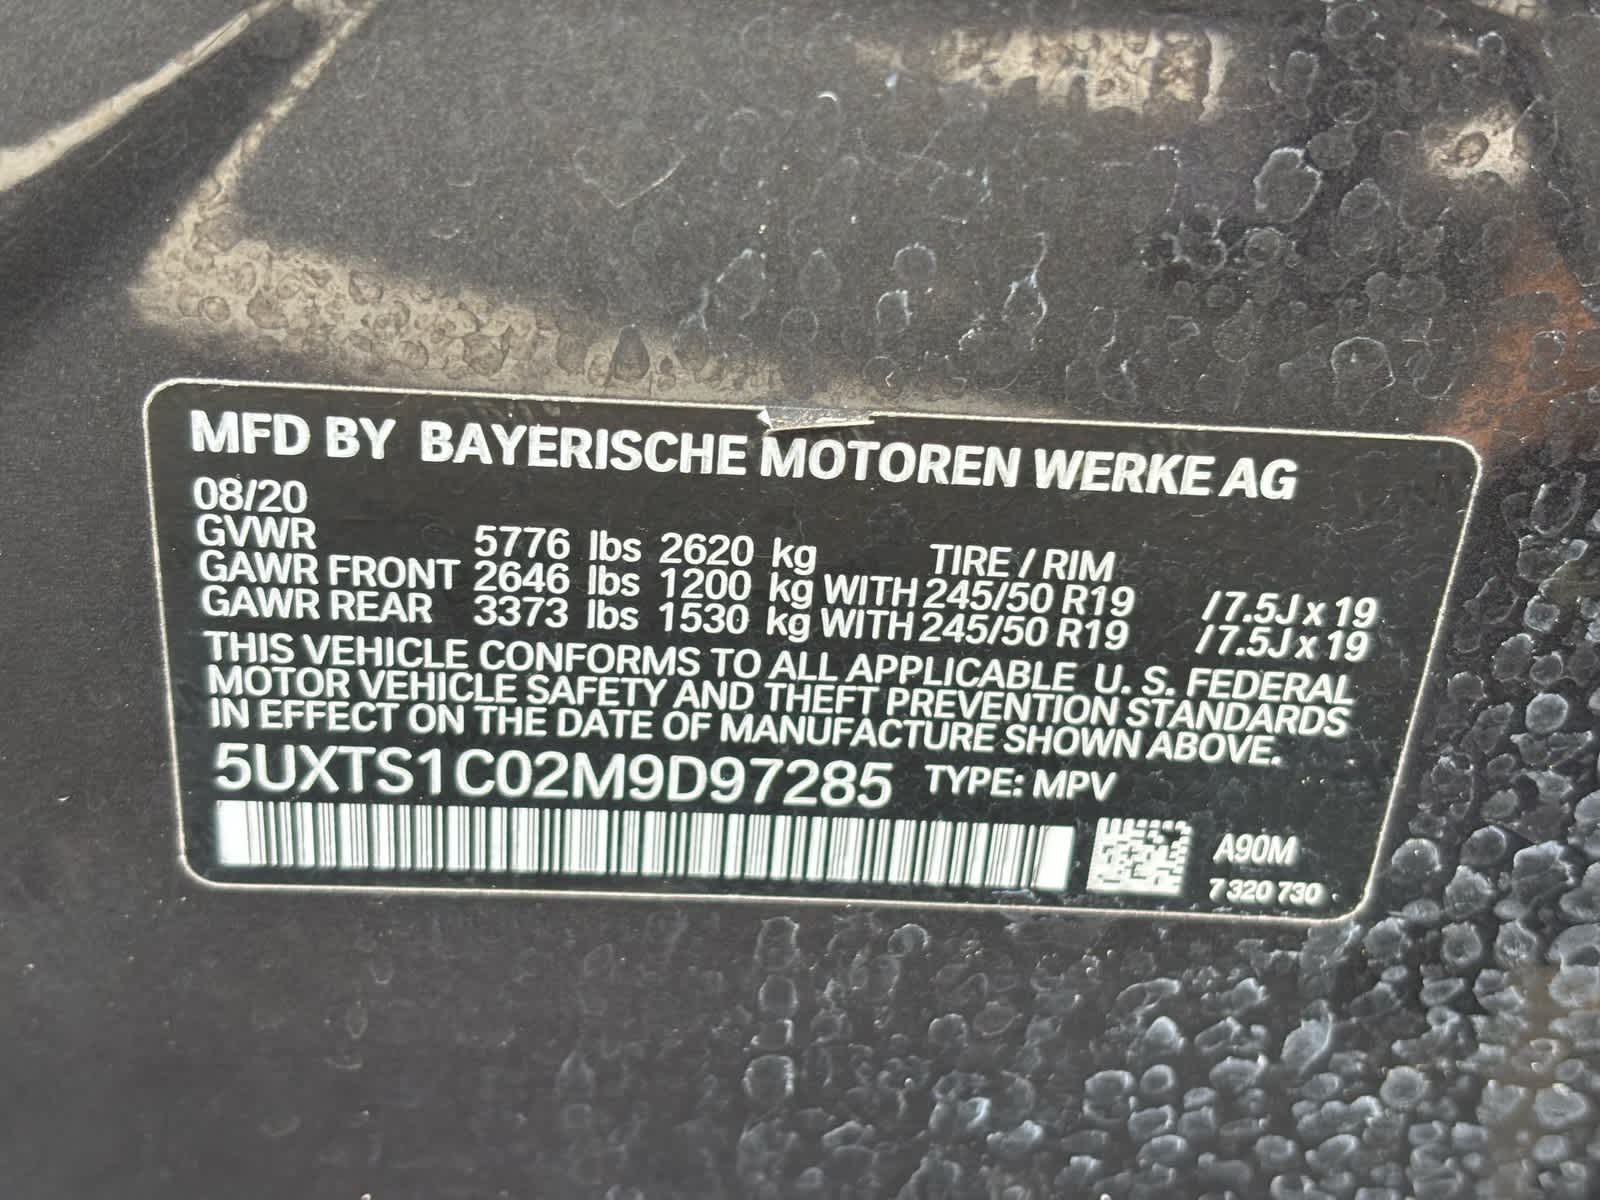 MFD BY BAYERISCHE MOTOREN WERKE AG
08/20
GVWR 5776 lbs 2620 kg TIRE / RIM
GAWR FRONT 2646 lbs 1200 kg WITH 245/50 R19 / 7.5J x 19
GAWR REAR 3373 lbs 1530 kg WITH 245/50 R19 / 7.5J x 19
THIS VEHICLE CONFORMS TO ALL APPLICABLE U. S. FEDERAL
MOTOR VEHICLE SAFETY AND THEFT PREVENTION STANDARDS
IN EFFECT ON THE DATE OF MANUFACTURE SHOWN ABOVE.
5UXTS1C02M9D97285 TYPE: MPV
A90M
7 320 730